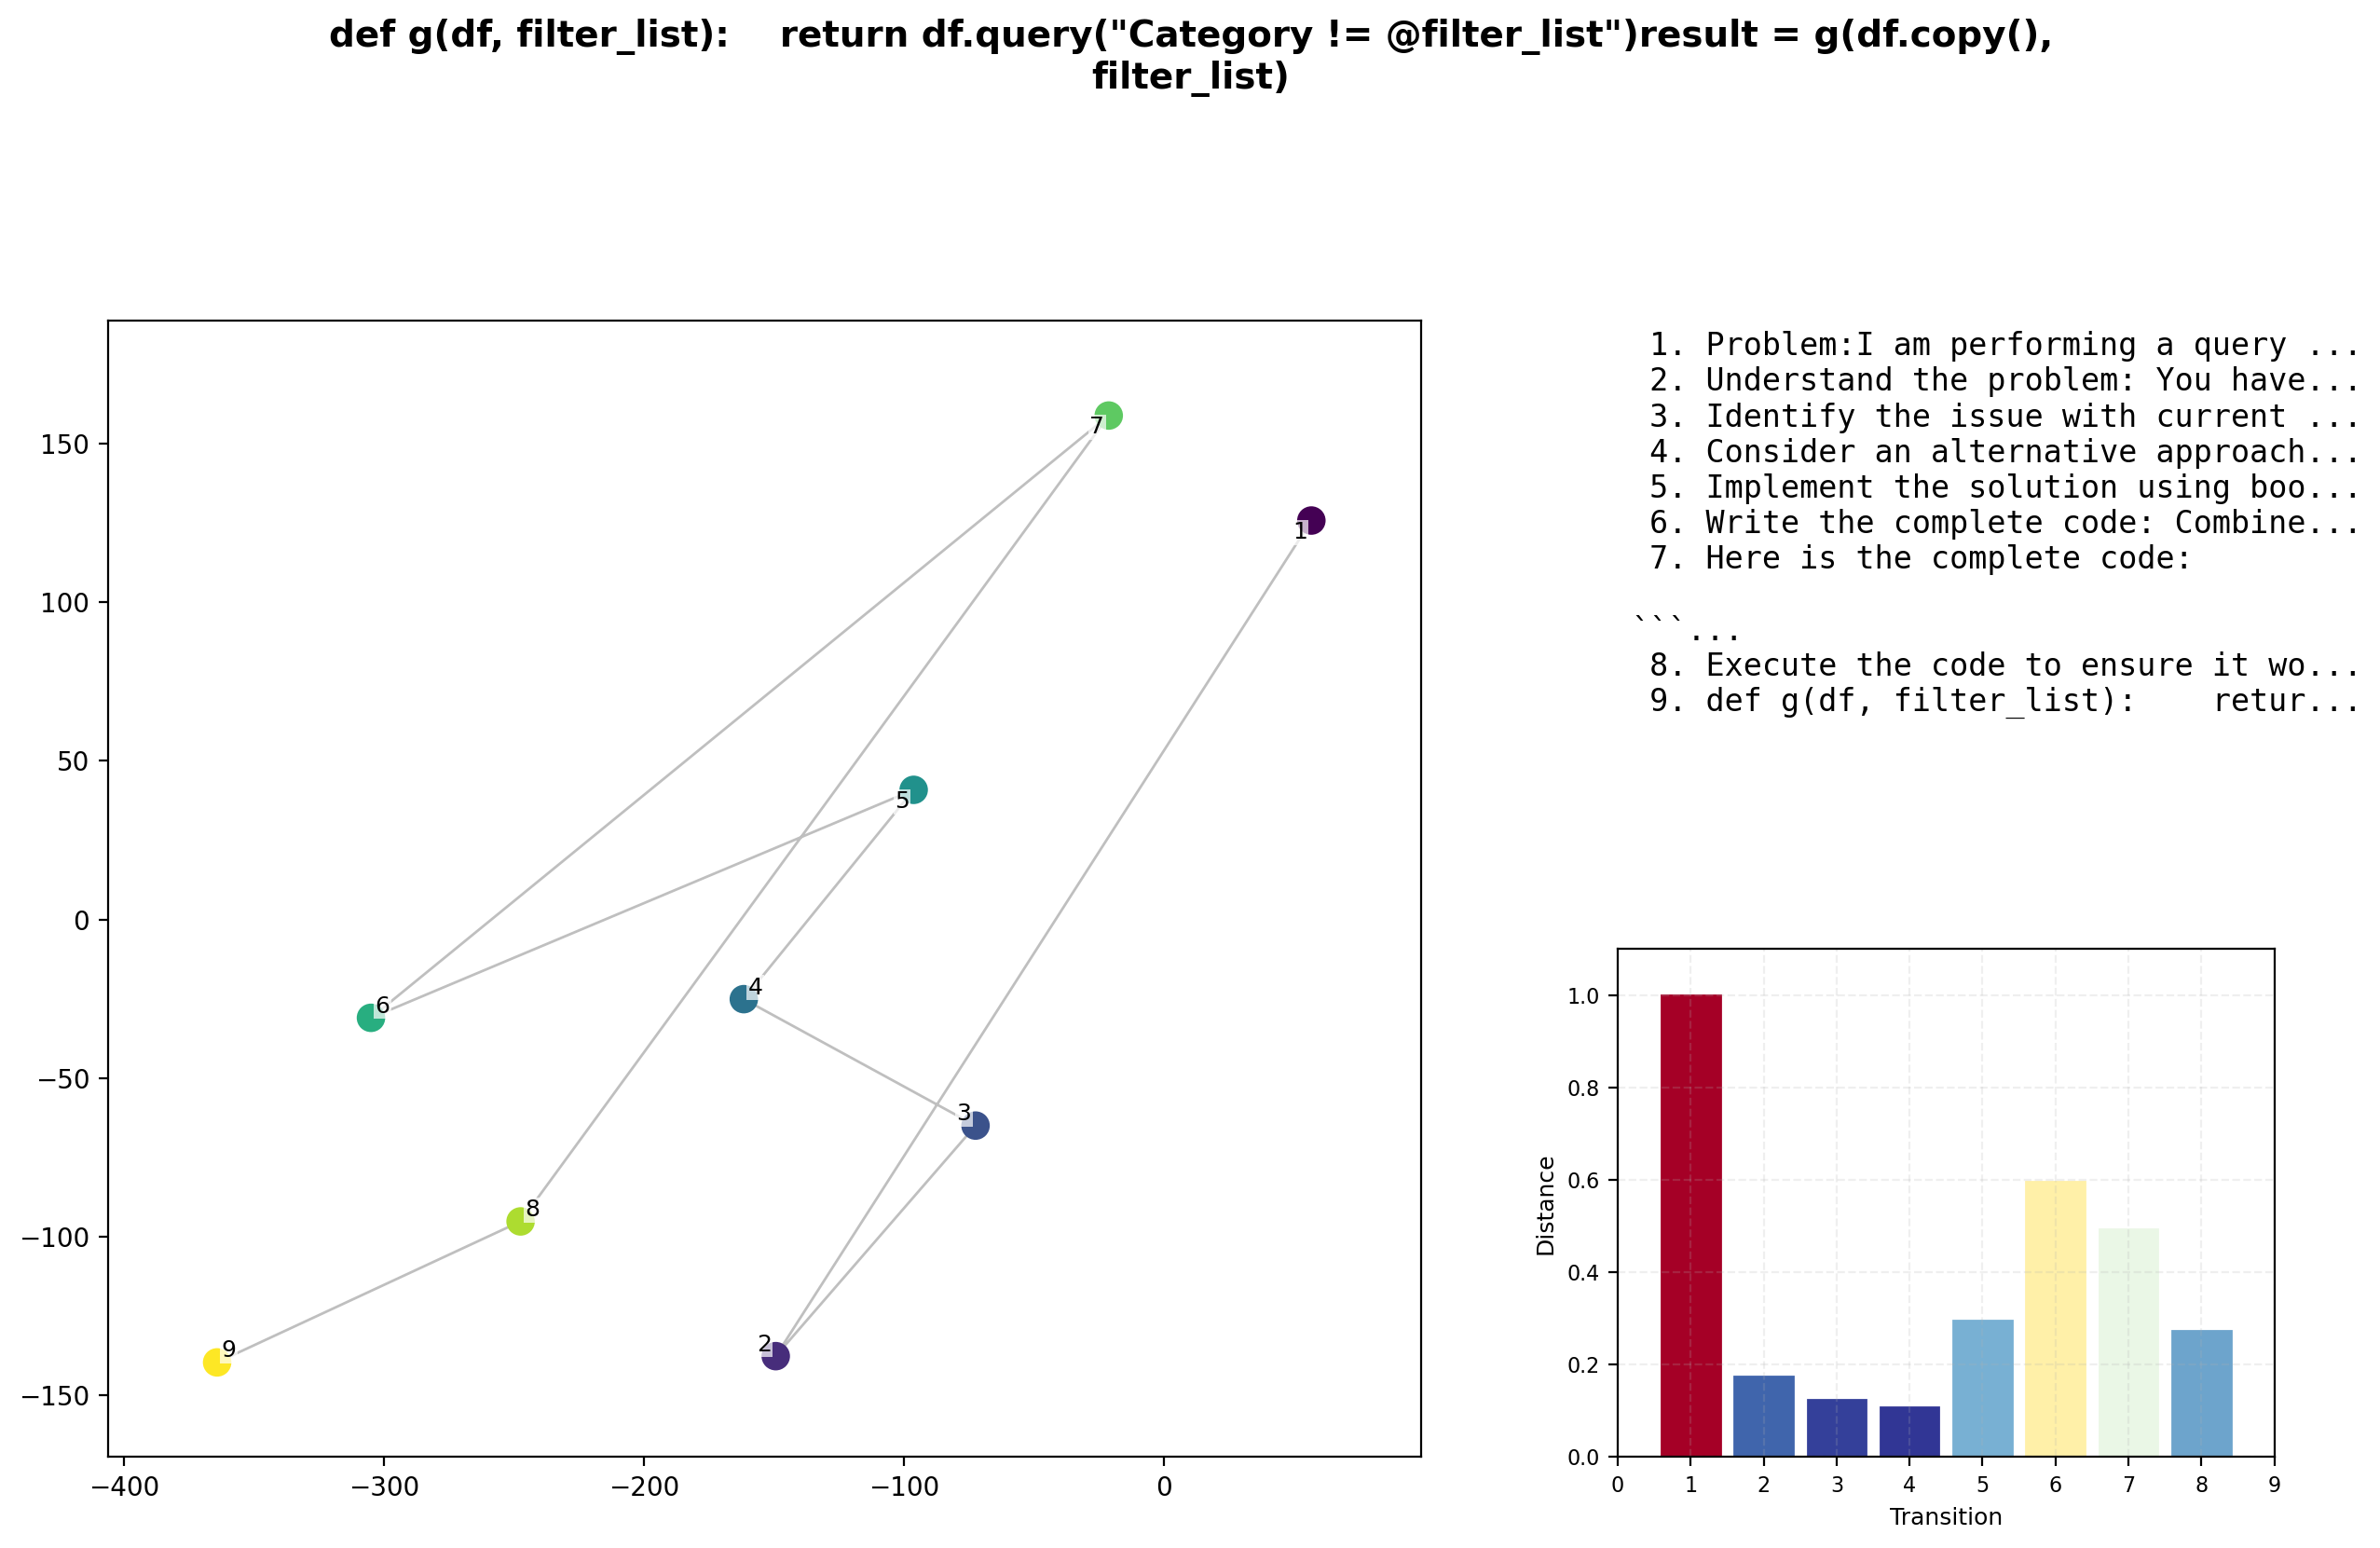 def g(df, filter_list):    return df.query("Category != @filter_list")result = g(df.copy(),
filter_list)
150
100
50
0
−50
−100
−150
−400
−300
−200
−100
0
1
2
3
4
5
6
7
8
9
1. Problem:I am performing a query ...
2. Understand the problem: You have...
3. Identify the issue with current ...
4. Consider an alternative approach...
5. Implement the solution using boo...
6. Write the complete code: Combine...
7. Here is the complete code:
```...
8. Execute the code to ensure it wo...
9. def g(df, filter_list):    retur...
Distance
1.0
0.8
0.6
0.4
0.2
0.0
0
1
2
3
4
5
6
7
8
9
Transition